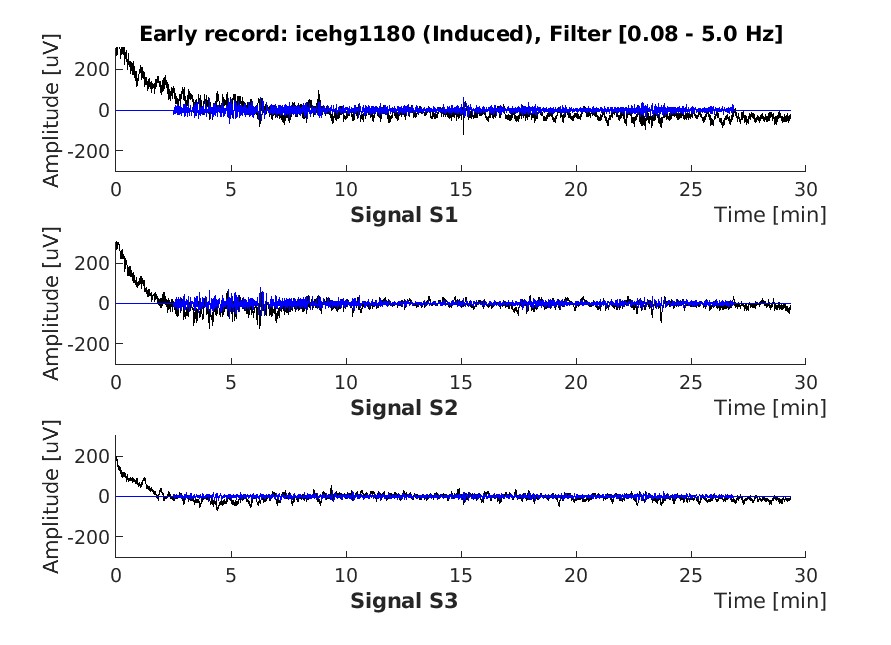 Early record: icehg1180 (Induced), Filter [0.08 - 5.0 Hz]
Amplitude [uV]
200
0
-200
0 5 10 15 20 25 30
Signal S1 Time [min]
Amplitude [uV]
200
0
-200
0 5 10 15 20 25 30
Signal S2 Time [min]
Amplitude [uV]
200
0
-200
0 5 10 15 20 25 30
Signal S3 Time [min]